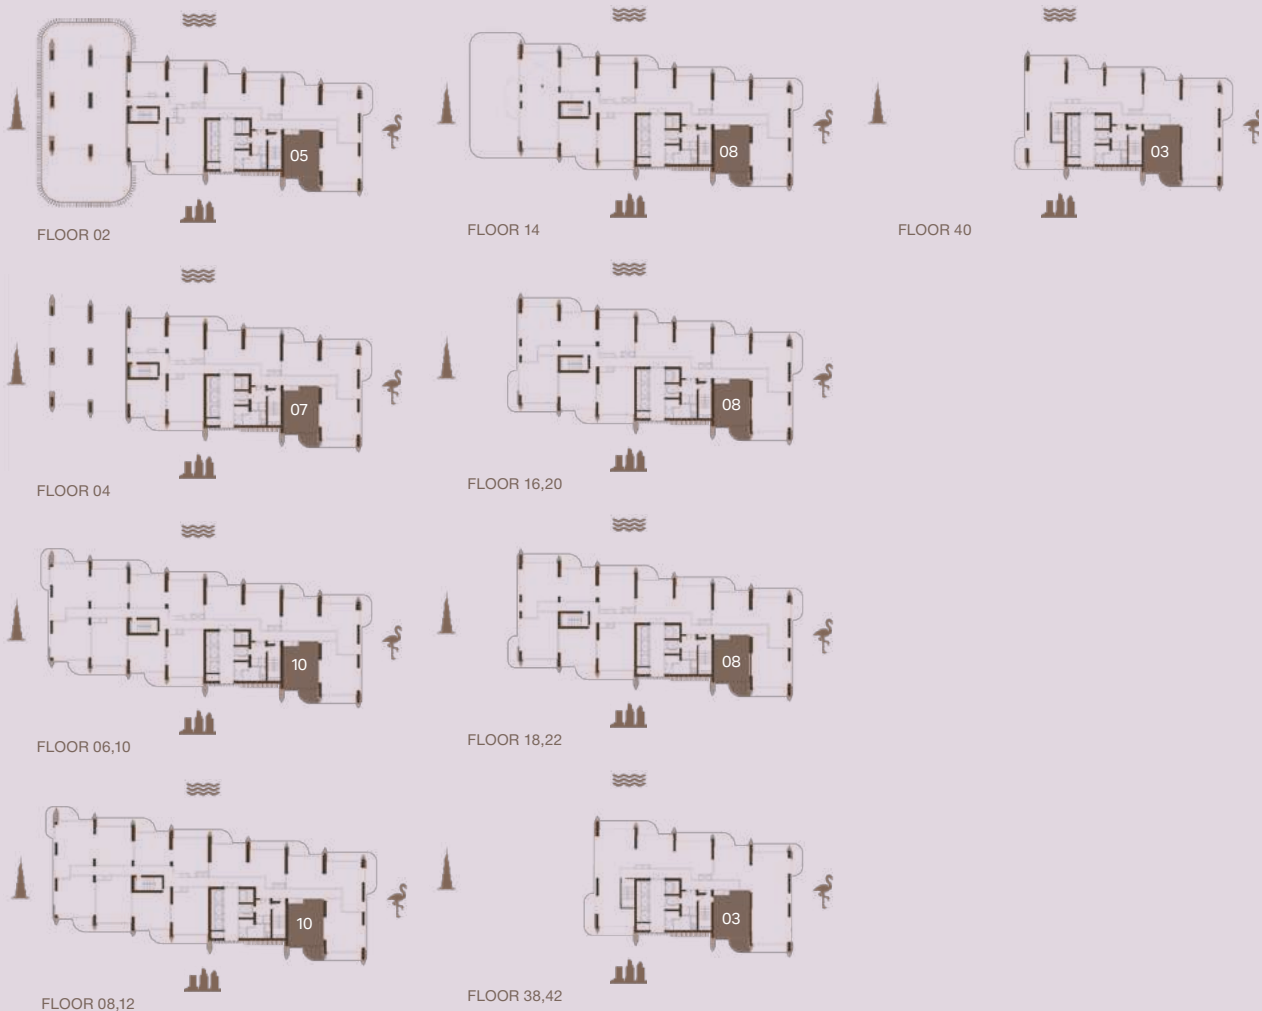 05
FLOOR 02
08
FLOOR 14
03
FLOOR 40
07
FLOOR 04
08
FLOOR 16,20
10
FLOOR 06,10
08
FLOOR 18,22
10
FLOOR 08,12
03
FLOOR 38,42